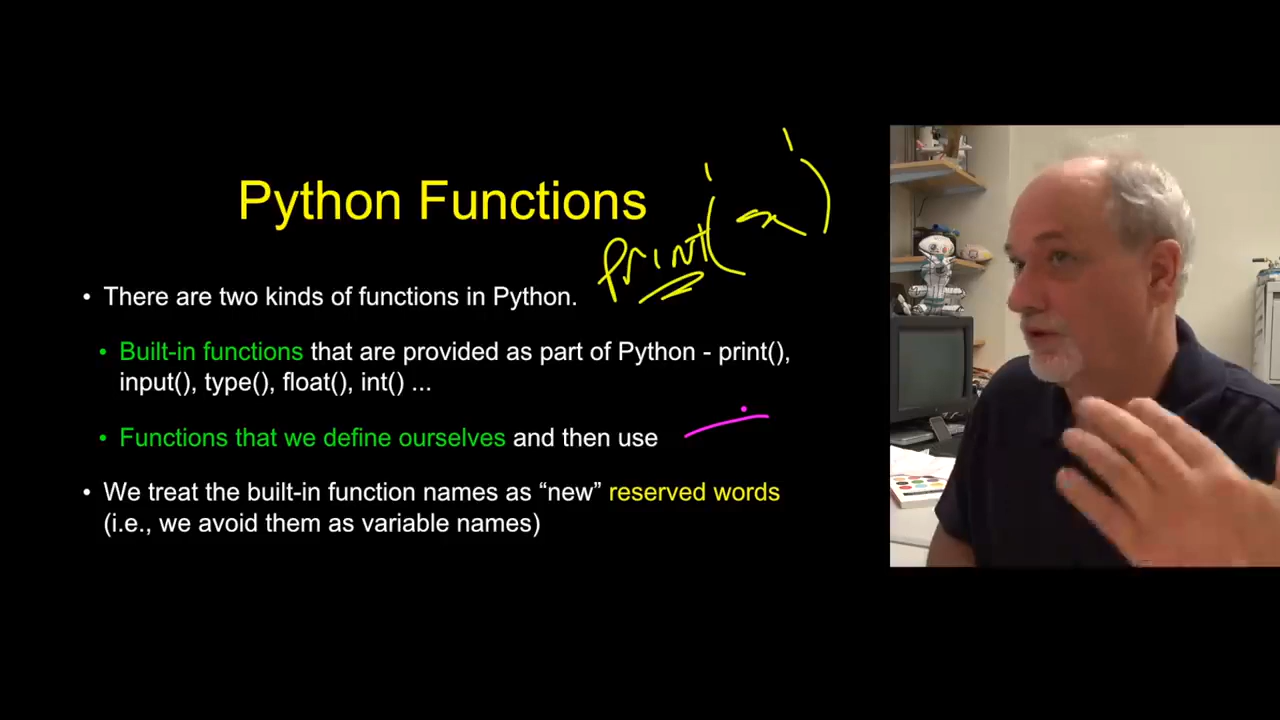 Python Functions
print( )
• There are two kinds of functions in Python.
• Built-in functions that are provided as part of Python - print(),
input(), type(), float(), int() ...
• Functions that we define ourselves and then use
• We treat the built-in function names as “new” reserved words
(i.e., we avoid them as variable names)